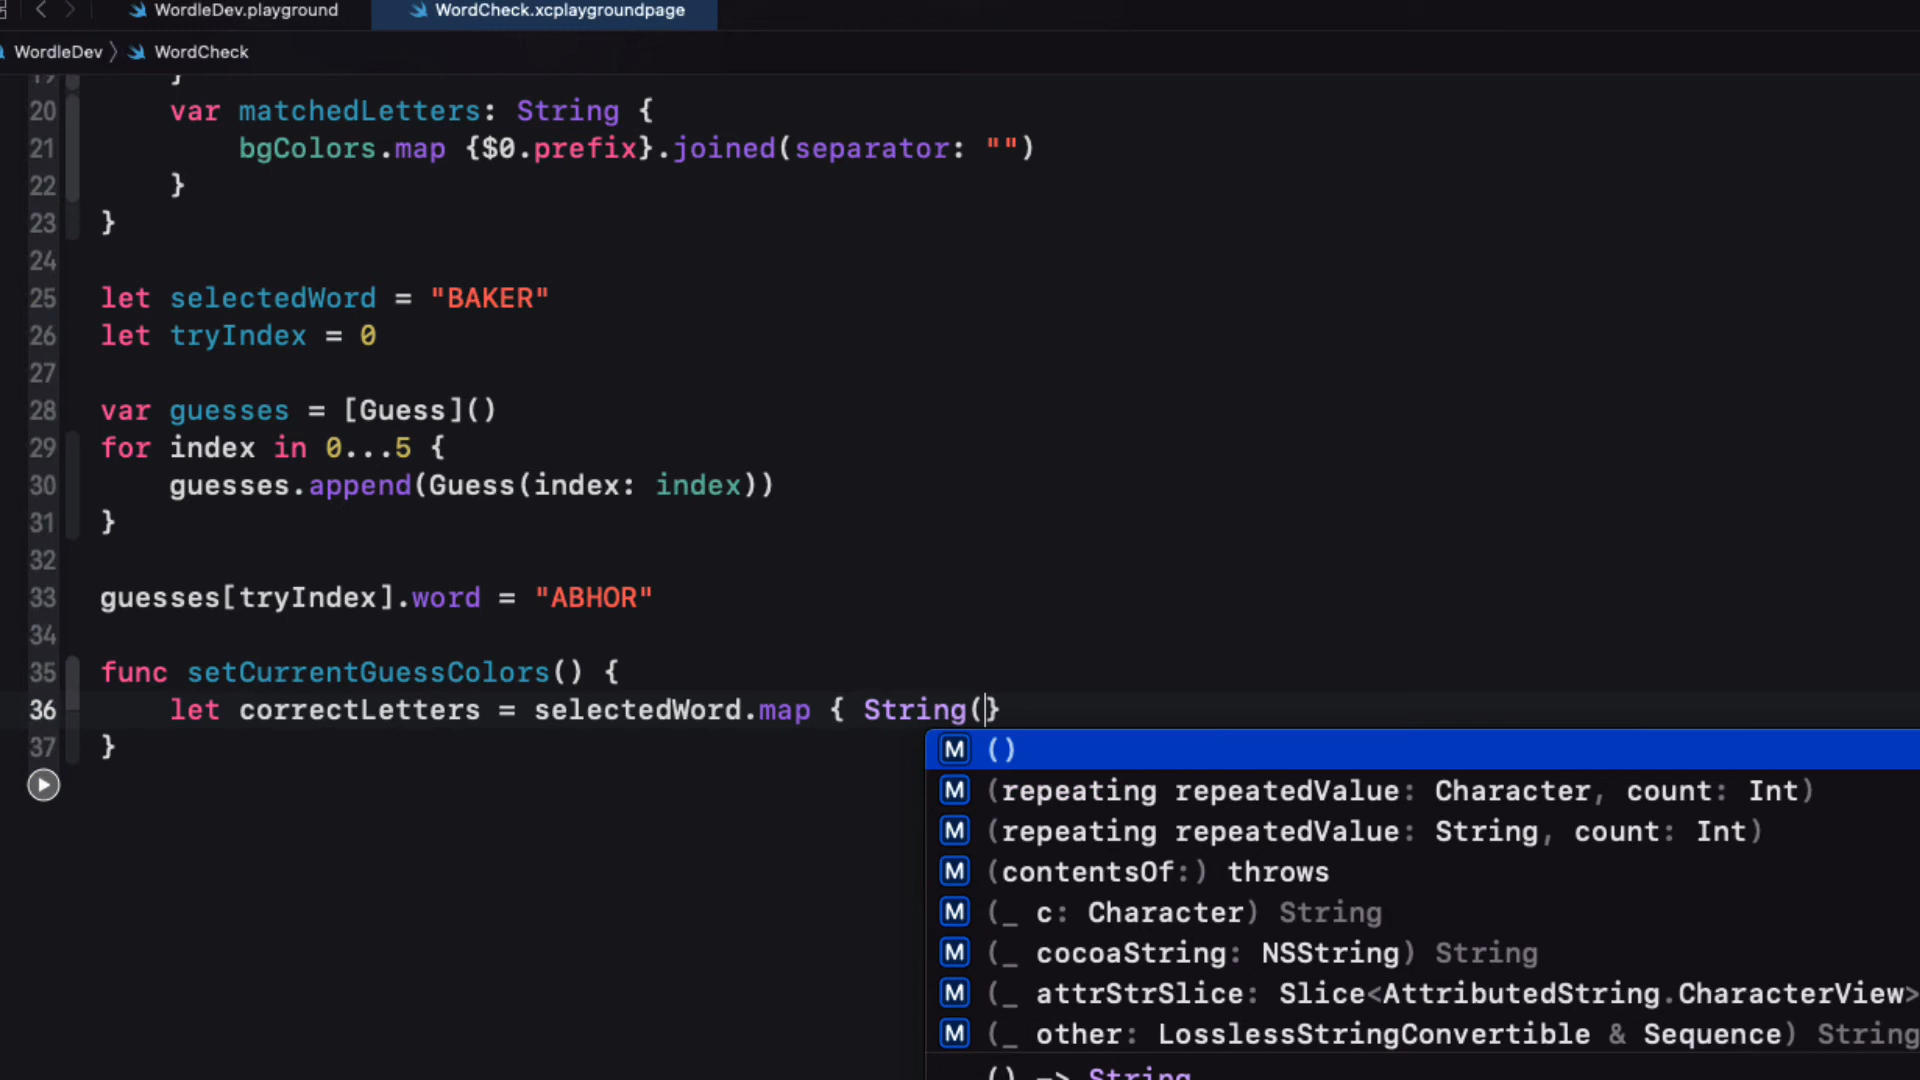 WordleDev.playground
WordCheck.xcplaygroundpage
WordleDev 〉 WordCheck
19 }
20 var matchedLetters: String {
21 bgColors.map {$0.prefix}.joined(separator: "")
22 }
23 }
24
25 let selectedWord = "BAKER"
26 let tryIndex = 0
27
28 var guesses = [Guess]()
29 for index in 0...5 {
30 guesses.append(Guess(index: index))
31 }
32
33 guesses[tryIndex].word = "ABHOR"
34
35 func setCurrentGuessColors() {
36 let correctLetters = selectedWord.map { String(}
37 }
M ()
M (repeating repeatedValue: Character, count: Int)
M (repeating repeatedValue: String, count: Int)
M (contentsOf:) throws
M (_ c: Character) String
M (_ cocoaString: NSString) String
M (_ attrStrSlice: Slice<AttributedString.CharacterView>
M (_ other: LosslessStringConvertible & Sequence) String
() -> String